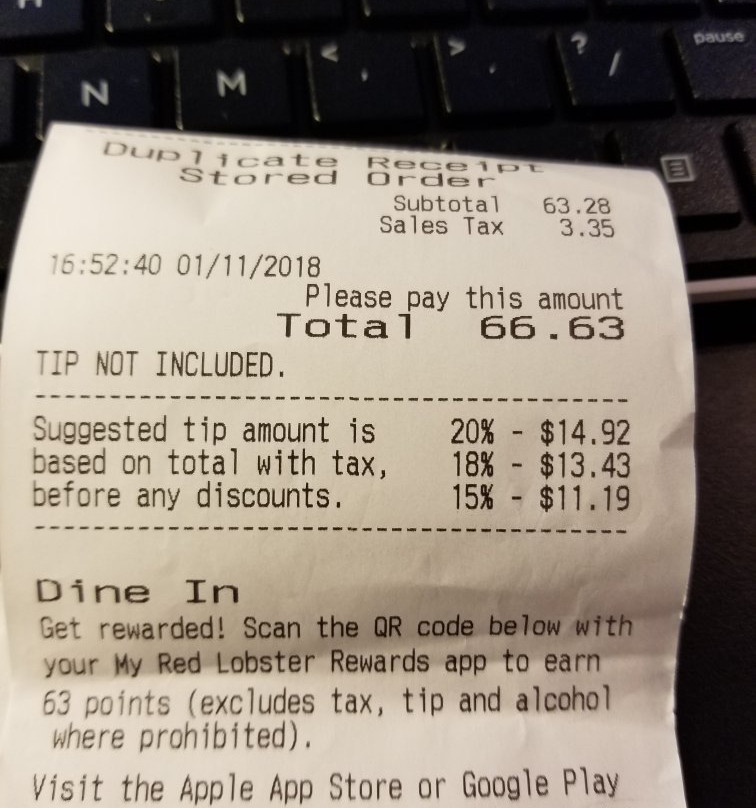 N M < , > . ? / pause
Duplicate Receipt
Stored Order
Subtotal 63.28
Sales Tax 3.35
16:52:40 01/11/2018
Please pay this amount
Total 66.63
TIP NOT INCLUDED.
Suggested tip amount is 20% - $14.92
based on total with tax, 18% - $13.43
before any discounts. 15% - $11.19
Dine In
Get rewarded! Scan the QR code below with
your My Red Lobster Rewards app to earn
63 points (excludes tax, tip and alcohol
where prohibited).
Visit the Apple App Store or Google Play